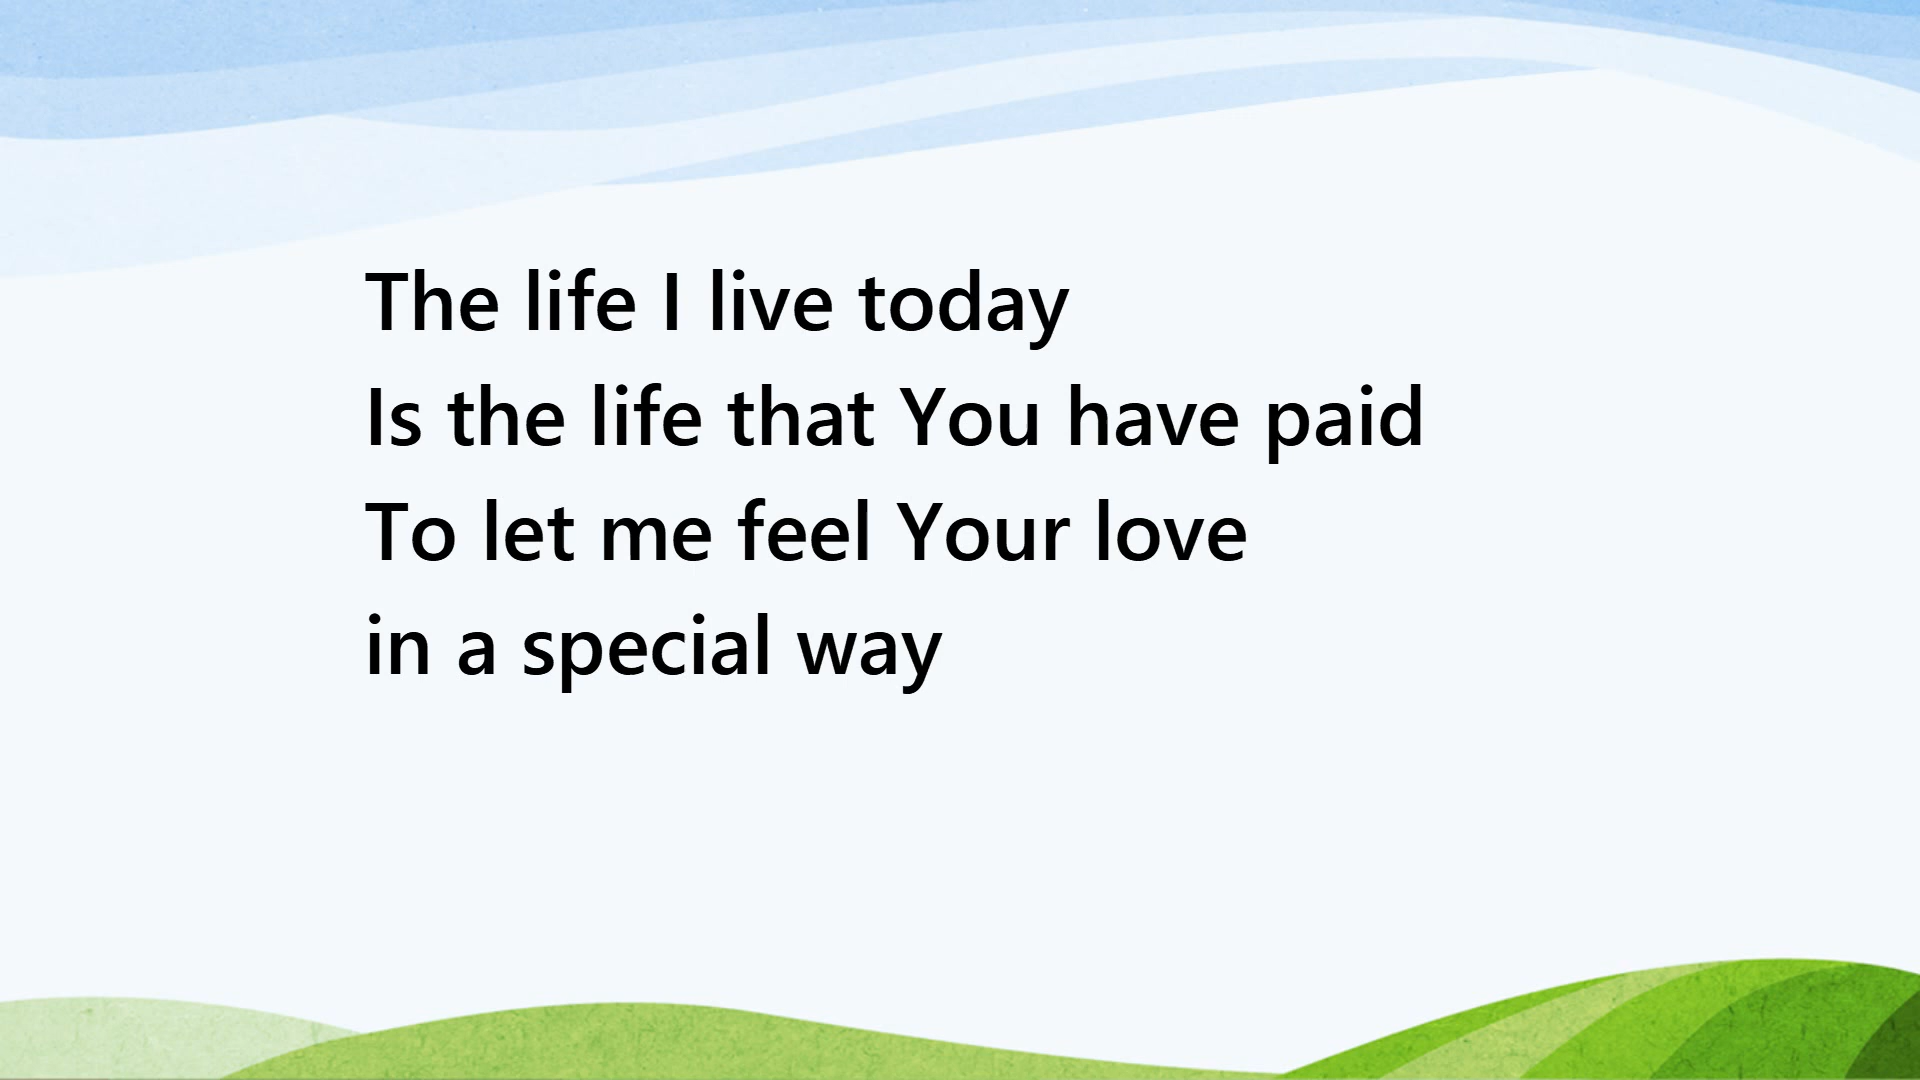 The life I live today
Is the life that You have paid
To let me feel Your love
in a special way